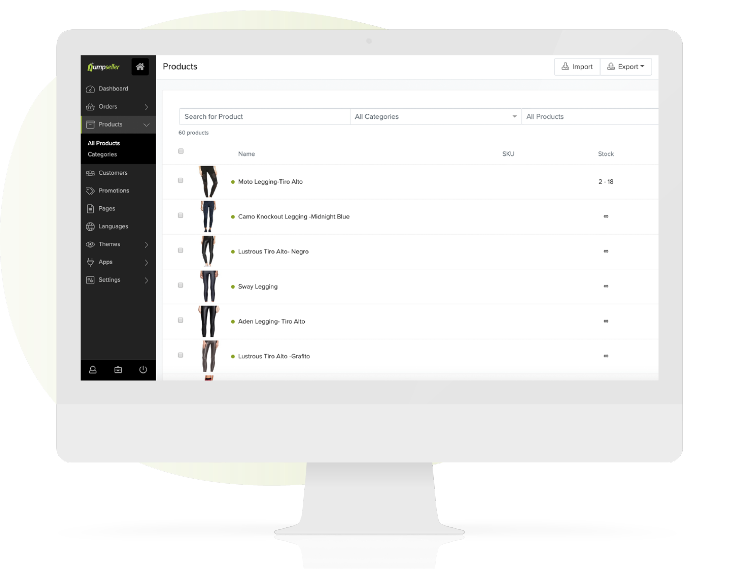 Jumpseller
Products
Import
Export
Dashboard
Orders
Products
All Products
Categories
Customers
Promotions
Pages
Languages
Themes
Apps
Settings
Search for Product
All Categories
All Products
60 products
Name SKU Stock
Moto Legging-Tiro Alto 2 - 18
Camo Knockout Legging -Midnight Blue ∞
Lustrous Tiro Alto- Negro ∞
Sway Legging ∞
Aden Legging- Tiro Alto ∞
Lustrous Tiro Alto -Grafito ∞